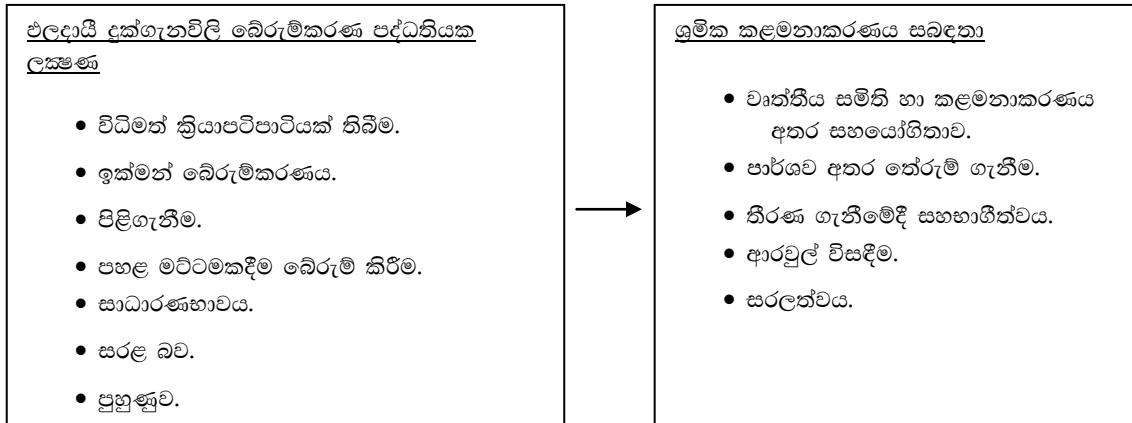 ඵලදායී දුක්ගැනවිලි බේරුම්කරණ පද්ධතියක
ලක්‍ෂණ
• විධිමත් ක්‍රියාපටිපාටියක් තිබීම.
• ඉක්මන් බේරුම්කරණය.
• පිළිගැනීම.
• පහළ මට්ටමකදීම බේරුම් කිරීම.
• සාධාරණභාවය.
• සරළ බව.
• පුහුණුව.
ශ්‍රමික කළමනාකරණය සබඳතා
• වෘත්තීය සමිති හා කළමනාකරණය
අතර සහයෝගිතාව.
• පාර්ශව අතර තේරුම් ගැනීම.
• තීරණ ගැනීමේදී සහභාගීත්වය.
• ආරවුල් විසඳීම.
• සරලත්වය.